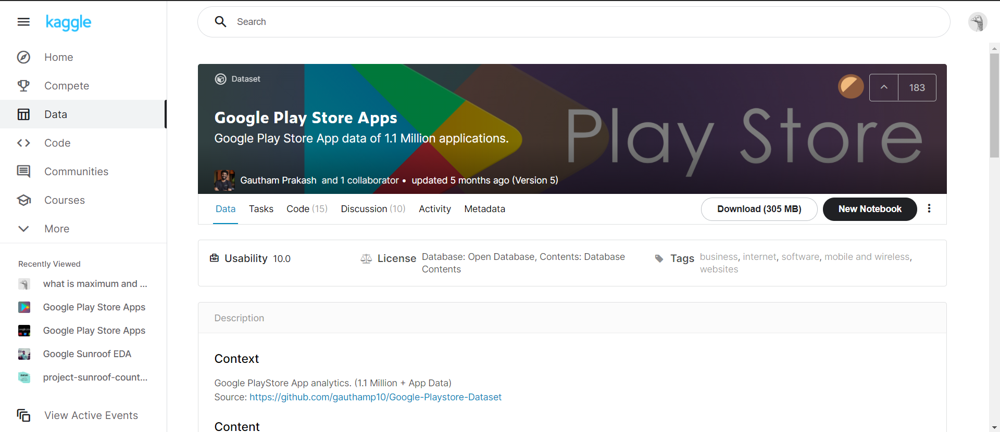 kaggle
Search
Home
Compete
Data
Code
Communities
Courses
More
Recently Viewed
what is maximum and ...
Google Play Store Apps
Google Play Store Apps
Google Sunroof EDA
project-sunroof-count...
View Active Events
Dataset
183
Play Store
Google Play Store Apps
Google Play Store App data of 1.1 Million applications.
Gautham Prakash and 1 collaborator • updated 5 months ago (Version 5)
Data Tasks Code (15) Discussion (10) Activity Metadata Download (305 MB) New Notebook
Usability 10.0
License Database: Open Database, Contents: Database
Contents
Tags business, internet, software, mobile and wireless,
websites
Description
Context
Google PlayStore App analytics. (1.1 Million + App Data)
Source: https://github.com/gauthamp10/Google-Playstore-Dataset
Content